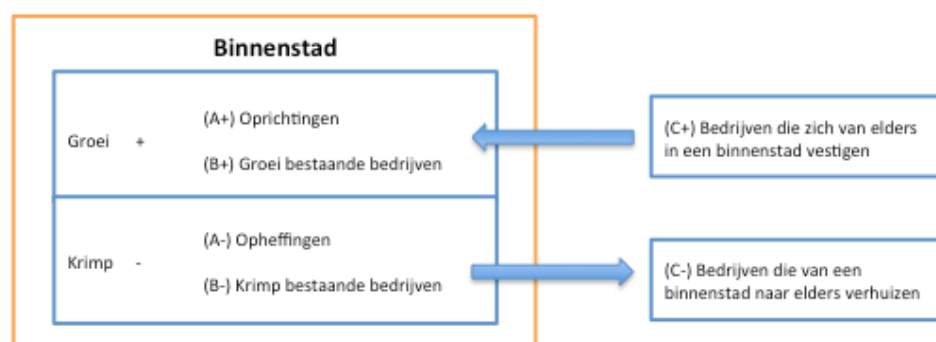 Binnenstad
Groei +
(A+) Oprichtingen
(B+) Groei bestaande bedrijven
(C+) Bedrijven die zich van elders
in een binnenstad vestigen
Krimp -
(A-) Opheffingen
(B-) Krimp bestaande bedrijven
(C-) Bedrijven die van een
binnenstad naar elders verhuizen